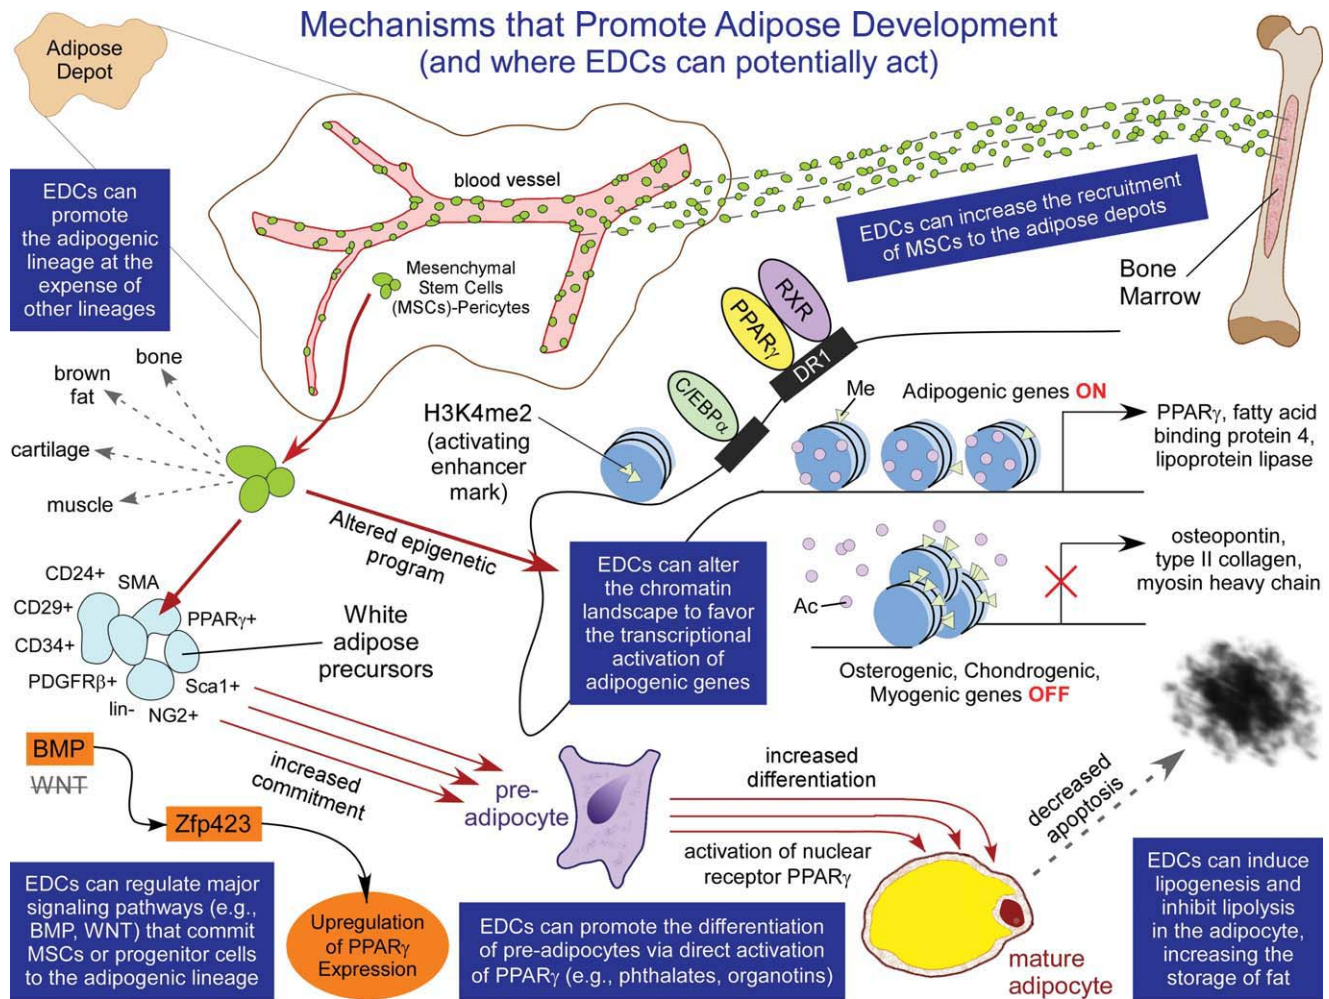 Mechanisms that Promote Adipose Development
(and where EDCs can potentially act)
Adipose
Depot
EDCs can
promote
the adipogenic
lineage at the
expense of
other lineages
blood vessel
Mesenchymal
Stem Cells
(MSCs)-Pericytes
EDCs can increase the recruitment
of MSCs to the adipose depots
Bone
Marrow
bone
brown
fat
cartilage
muscle
H3K4me2
(activating
enhancer
mark)
C/EBPα
PPARγ
RXR
DR1
Me
Adipogenic genes ON
PPARγ, fatty acid
binding protein 4,
lipoprotein lipase
Altered epigenetic
program
EDCs can alter
the chromatin
landscape to favor
the transcriptional
activation of
adipogenic genes
Ac
osteopontin,
type II collagen,
myosin heavy chain
Osterogenic, Chondrogenic,
Myogenic genes OFF
CD24+
SMA
CD29+
PPARγ+
CD34+
PDGFRβ+
Sca1+
lin-
NG2+
White
adipose
precursors
BMP
WNT
Zfp423
Upregulation
of PPARγ
Expression
increased
commitment
pre-
adipocyte
increased
differentiation
activation of nuclear
receptor PPARγ
decreased
apoptosis
mature
adipocyte
EDCs can regulate major
signaling pathways (e.g.,
BMP, WNT) that commit
MSCs or progenitor cells
to the adipogenic lineage
EDCs can promote the differentiation
of pre-adipocytes via direct activation
of PPARγ (e.g., phthalates, organotins)
EDCs can induce
lipogenesis and
inhibit lipolysis
in the adipocyte,
increasing the
storage of fat